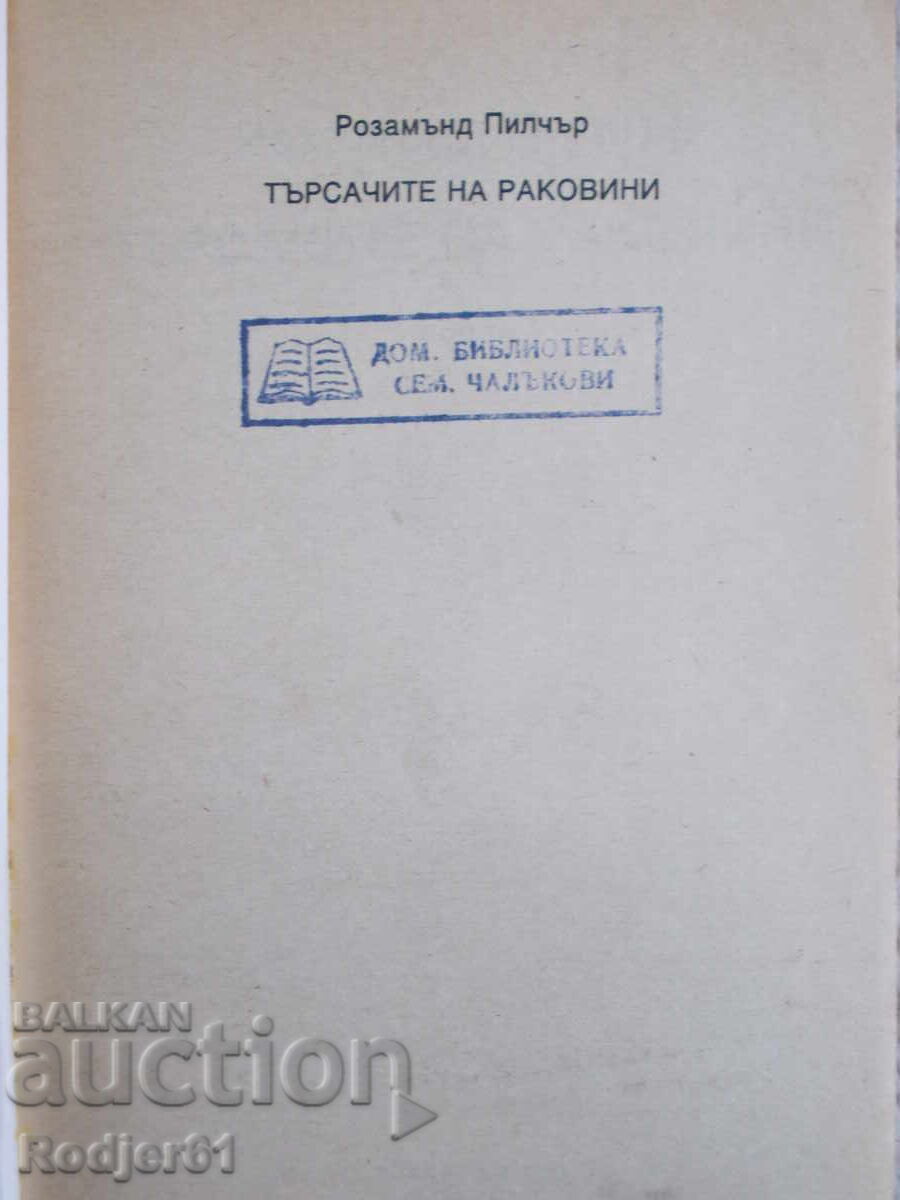 Розамънд Пилчър
ТЪРСАЧИТЕ НА РАКОВИНИ
ДОМ. БИБЛИОТЕКА
СЕМ. ЧАЛЪКОВИ
BALKAN
auction
Rodjer61